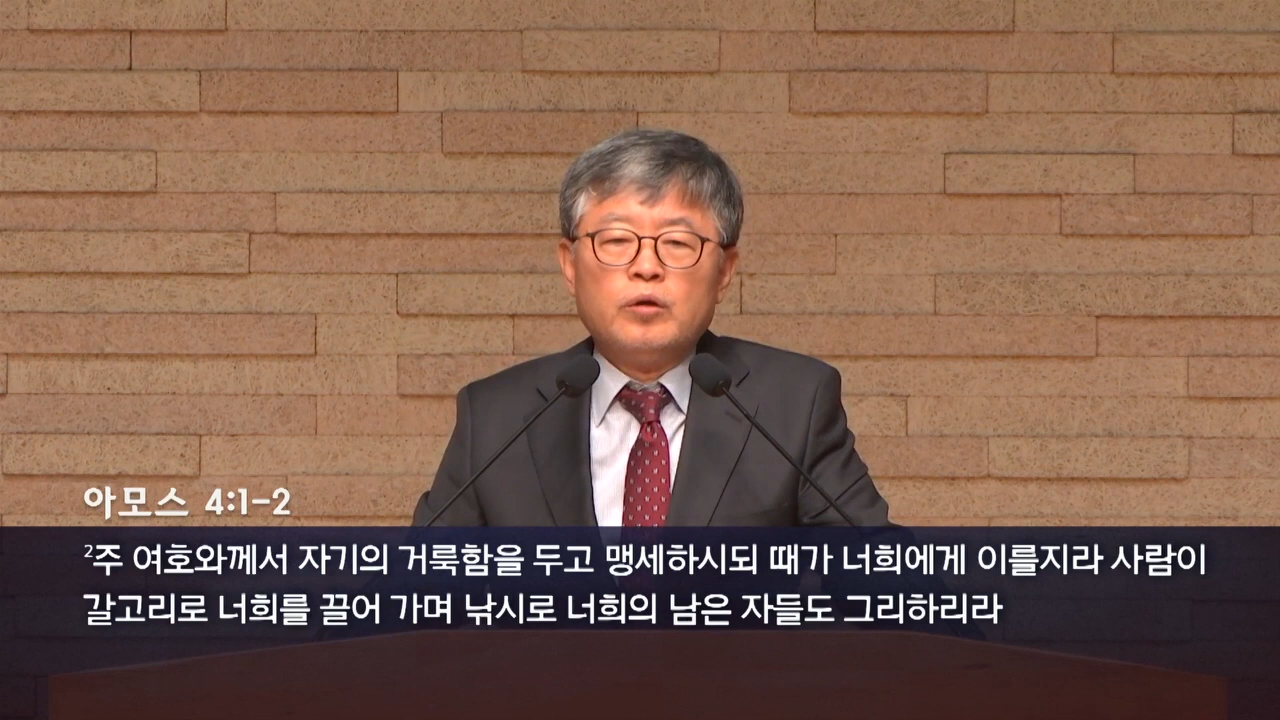 아모스 4:1-2
²주 여호와께서 자기의 거룩함을 두고 맹세하시되 때가 너희에게 이를지라 사람이
갈고리로 너희를 끌어 가며 낚시로 너희의 남은 자들도 그리하리라